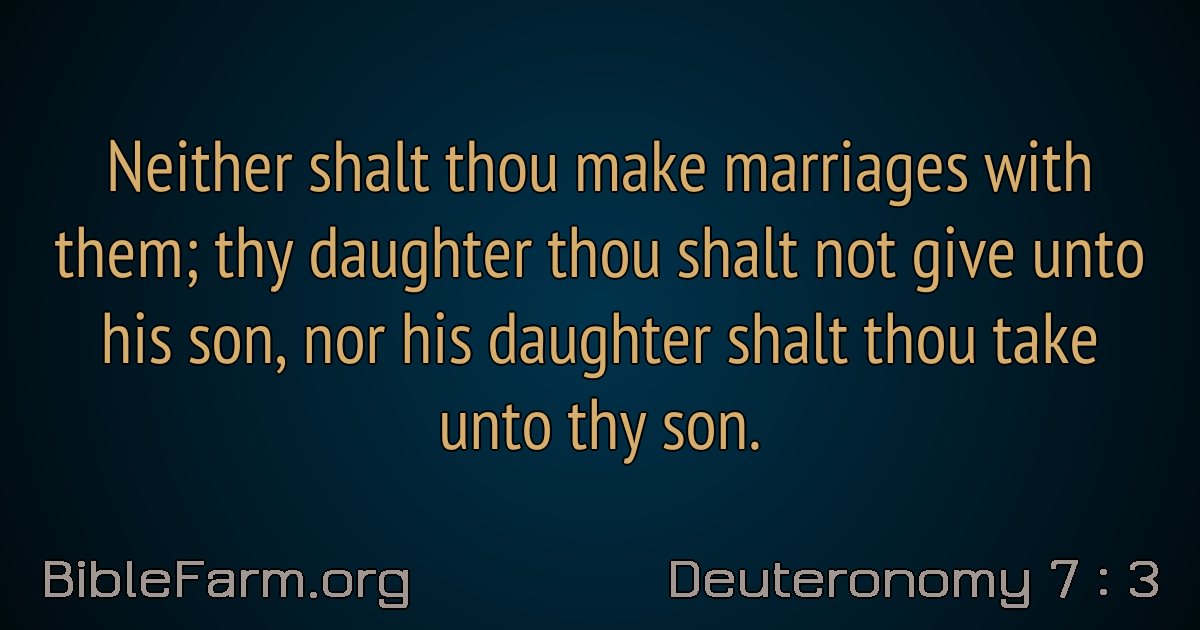 Neither shalt thou make marriages with
them; thy daughter thou shalt not give unto
his son, nor his daughter shalt thou take
unto thy son.
BibleFarm.org
Deuteronomy 7 : 3